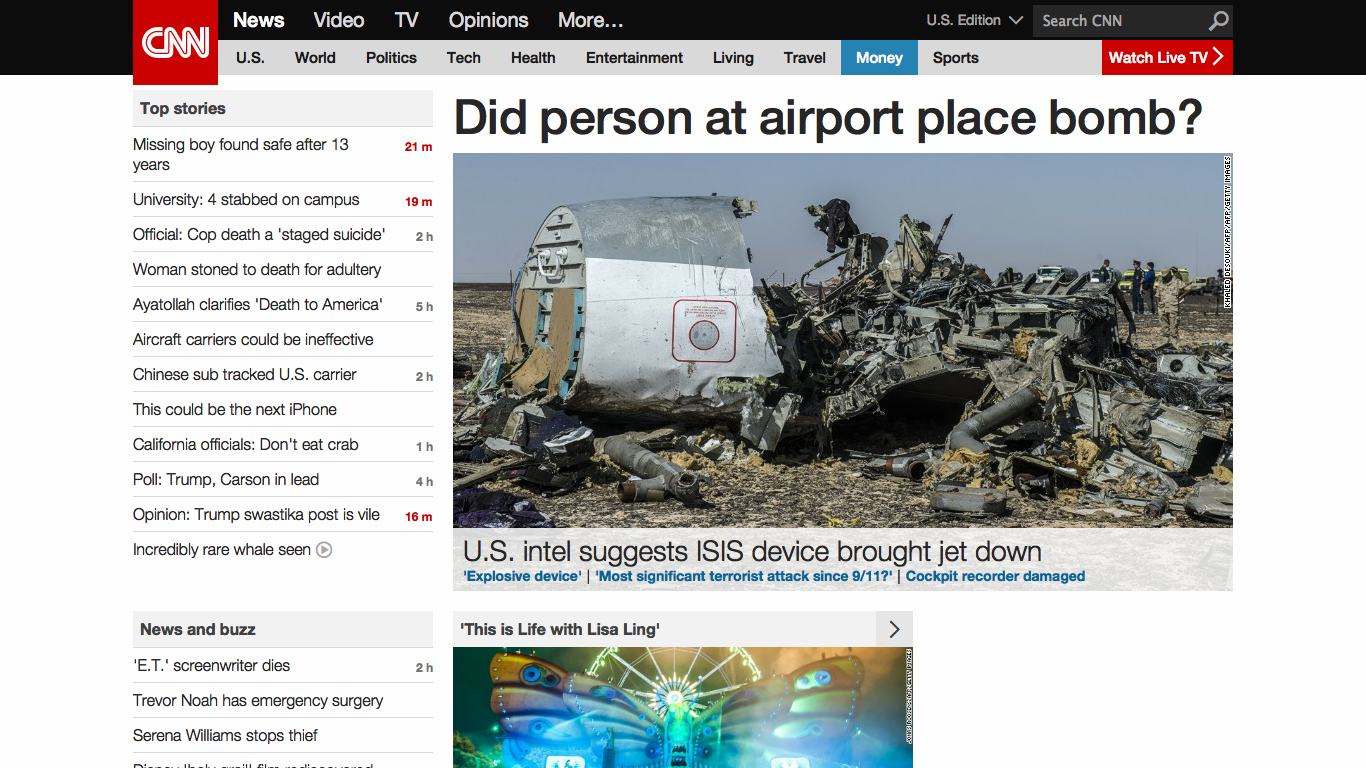 CNN
News Video TV Opinions More...
U.S. Edition
Search CNN
U.S. World Politics Tech Health Entertainment Living Travel Money Sports
Watch Live TV
Top stories
Missing boy found safe after 13
years
21 m
University: 4 stabbed on campus 19 m
Official: Cop death a 'staged suicide' 2 h
Woman stoned to death for adultery
Ayatollah clarifies 'Death to America' 5 h
Aircraft carriers could be ineffective
Chinese sub tracked U.S. carrier 2 h
This could be the next iPhone
California officials: Don't eat crab 1 h
Poll: Trump, Carson in lead 4 h
Opinion: Trump swastika post is vile 16 m
Incredibly rare whale seen
Did person at airport place bomb?
KHALED DESOUKI/AFP/AFP/GETTY IMAGES
U.S. intel suggests ISIS device brought jet down
'Explosive device' | 'Most significant terrorist attack since 9/11?' | Cockpit recorder damaged
News and buzz
'E.T.' screenwriter dies 2 h
Trevor Noah has emergency surgery
Serena Williams stops thief
'This is Life with Lisa Ling'